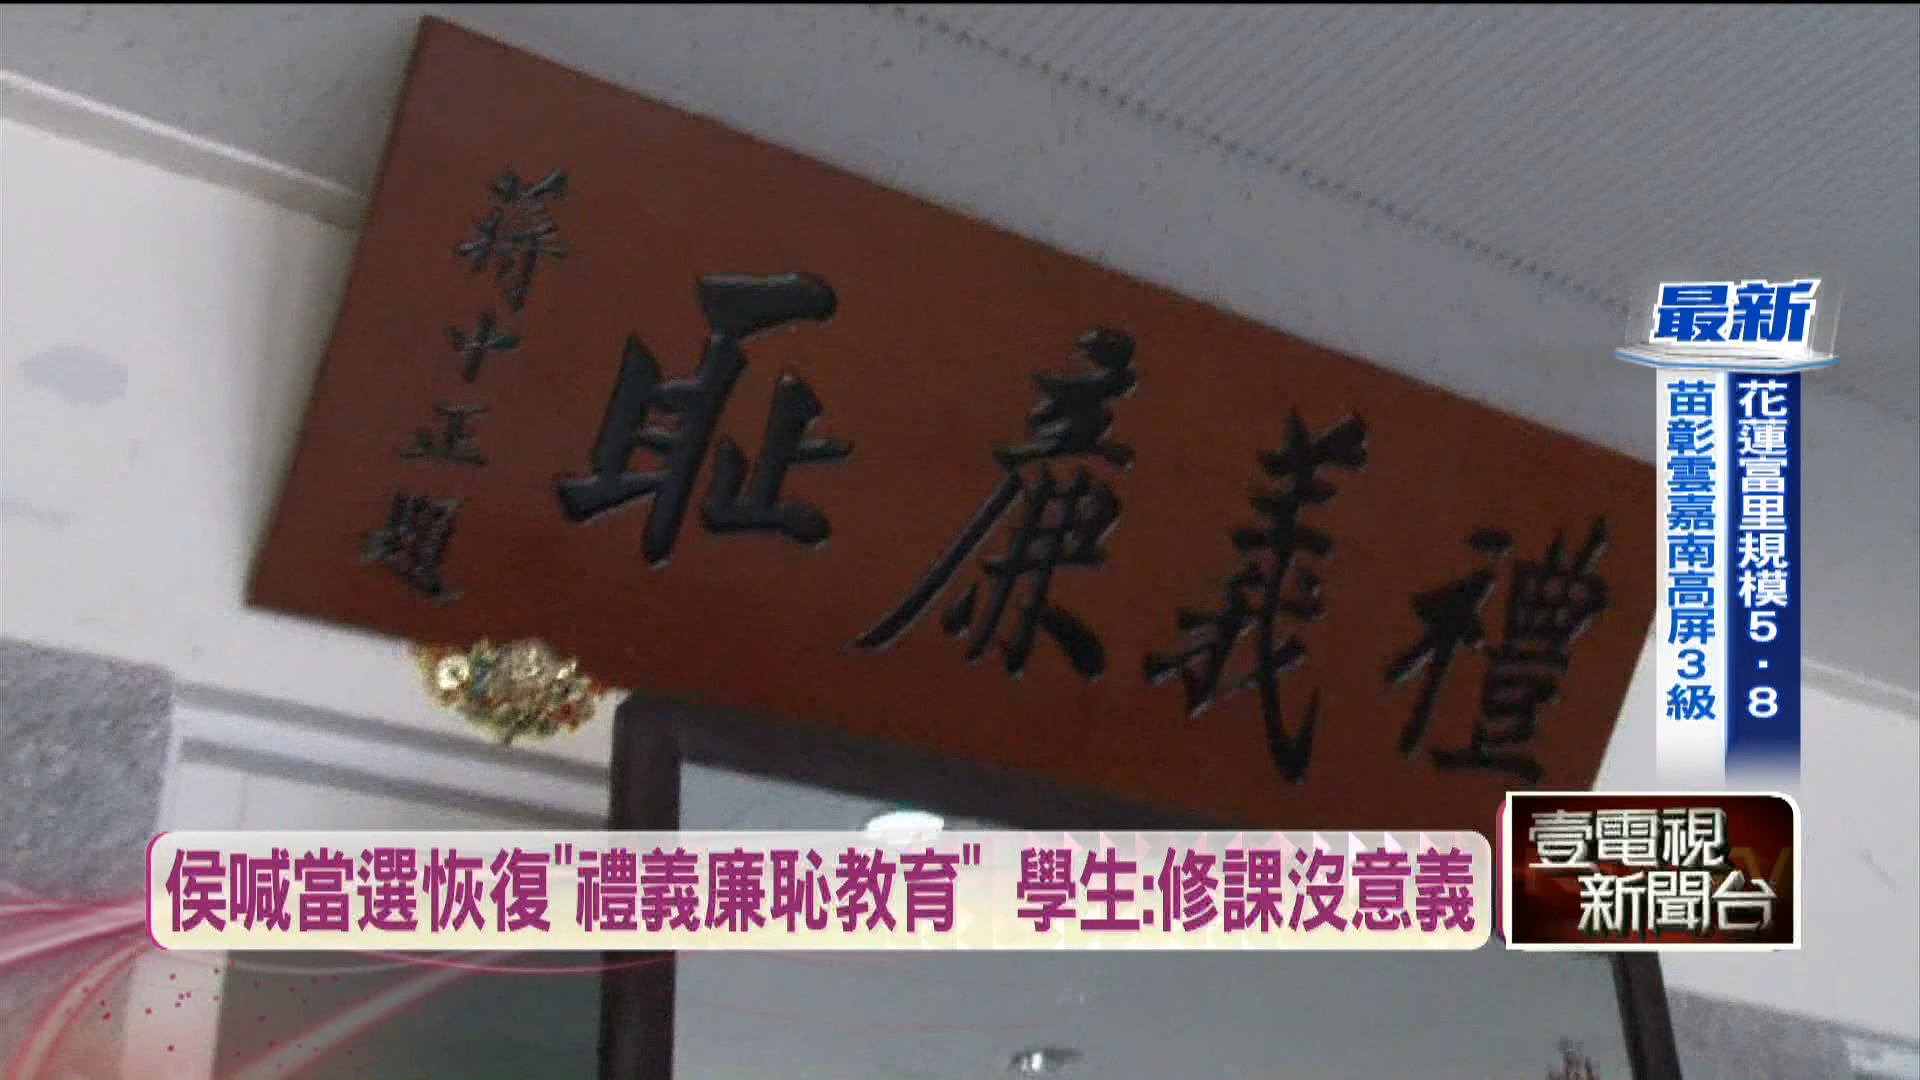 禮義廉恥
蔣中正題
最新
花蓮富里規模5.8
苗彰雲嘉南高屏3級
侯喊當選恢復"禮義廉恥教育" 學生:修課沒意義
壹電視
新聞台